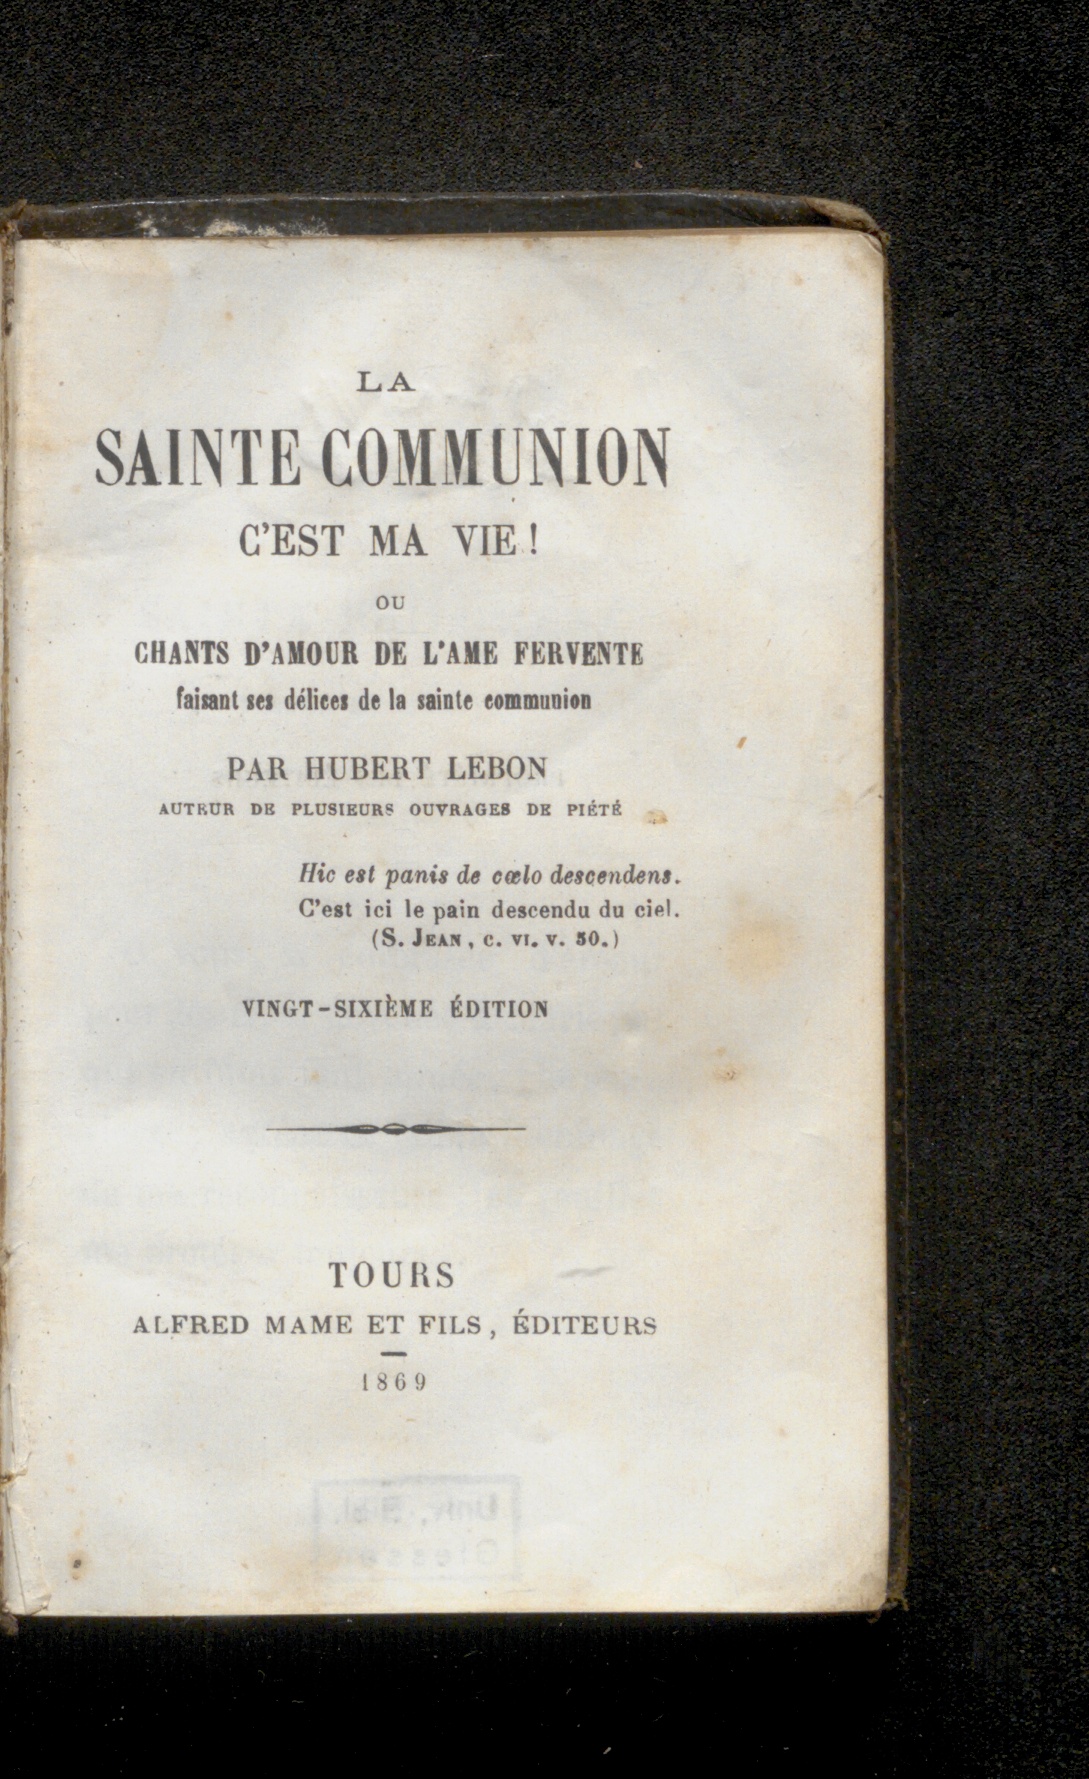 LA
SAINTE COMMUNION
C'EST MA VIE !
OU
CHANTS D'AMOUR DE L'AME FERVENTE
faisant ses délices de la sainte communion
PAR HUBERT LEBON
AUTEUR DE PLUSIEURS OUVRAGES DE PIÉTÉ
Hic est panis de cœlo descendens.
C'est ici le pain descendu du ciel.
(S. JEAN, C. VI. V. 50.)
VINGT-SIXIÈME ÉDITION
TOURS
ALFRED MAME ET FILS, ÉDITEURS
1869
Univ. Bibl.